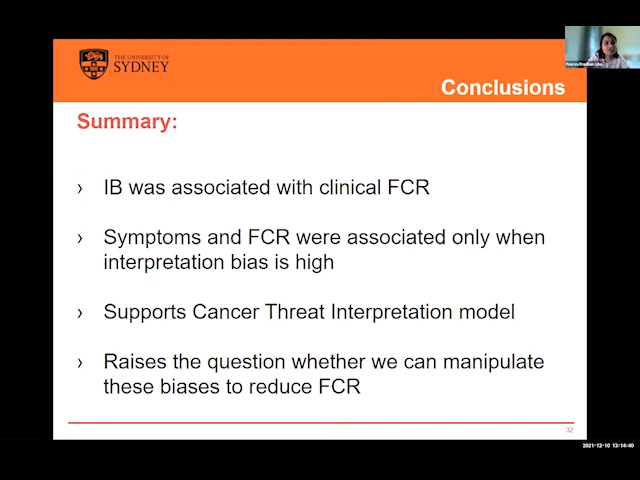 THE UNIVERSITY OF
SYDNEY
Conclusions
Summary:
› IB was associated with clinical FCR
› Symptoms and FCR were associated only when
interpretation bias is high
› Supports Cancer Threat Interpretation model
› Raises the question whether we can manipulate
these biases to reduce FCR
32
2021-12-10 13:14:40